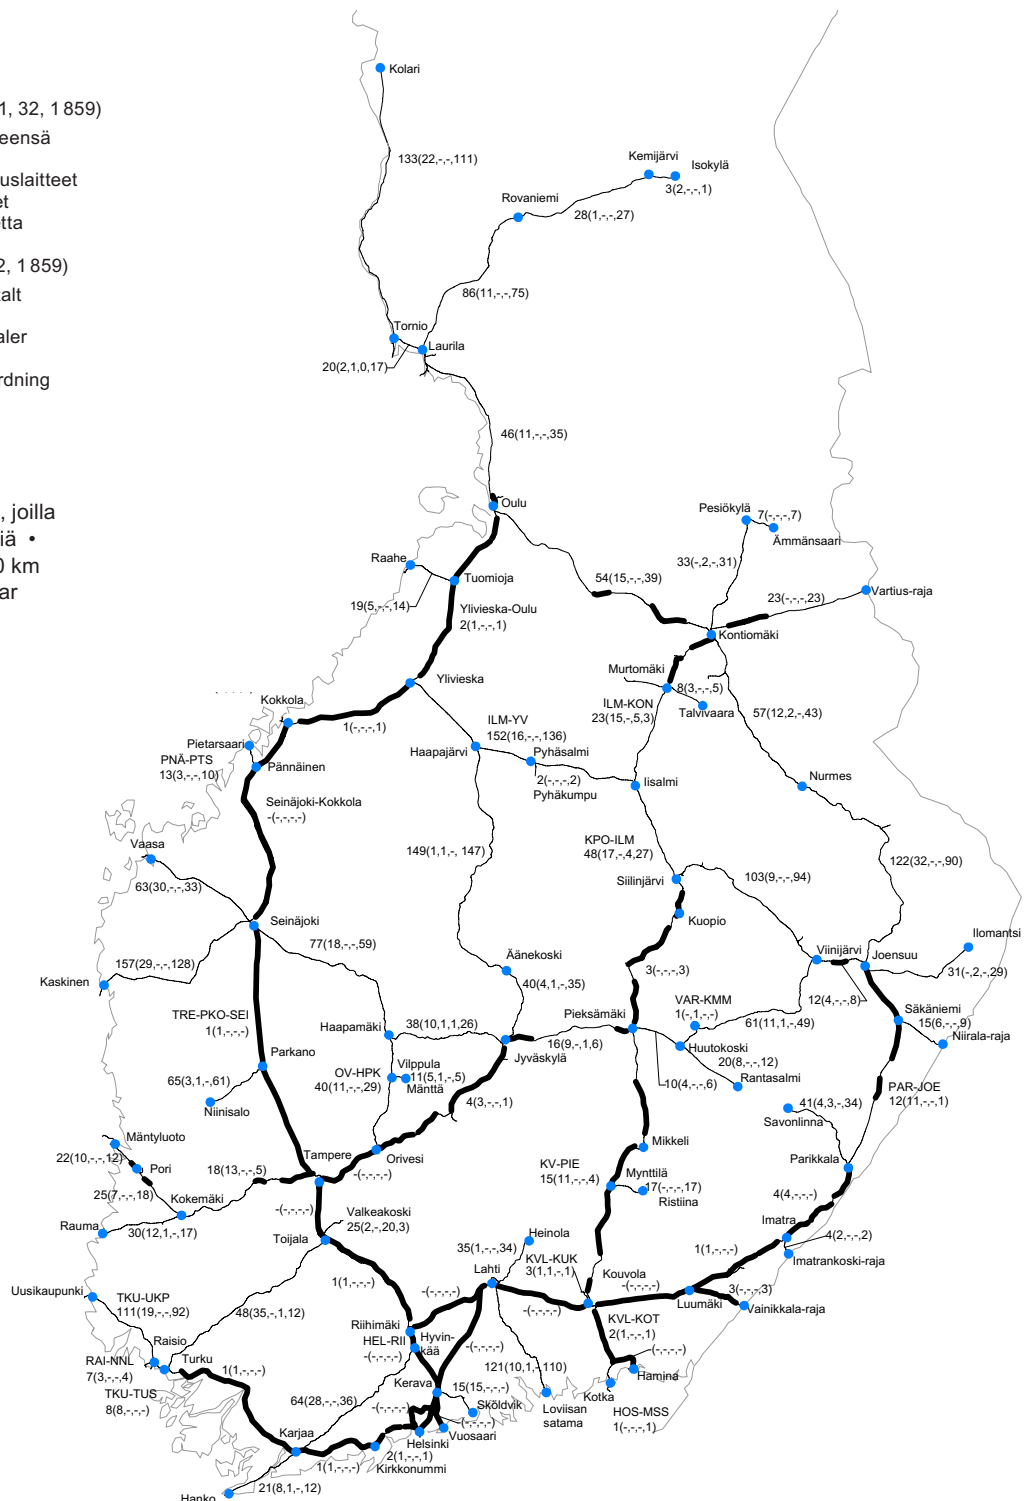 Kolari
1, 32, 1 859)
eensä
133(22,-,-,111)
Kemijärvi
Isokylä
uslaitteet
et
tta
3(2,-,-,1)
Rovaniemi
28(1,-,-,27)
2, 1 859)
talt
86(11,-,-,75)
aler
Tornio
Laurila
20(2,1,0,17)
rdning
46(11,-,-,35)
, joilla
iä •
0 km
ar
Oulu
Pesiökylä
7(-,-,-,7)
Ämmänsaari
Raahe
33(-,2,-,31)
Tuomioja
54(15,-,-,39)
19(5,-,-,14)
23(-,-,-,23)
Vartius-raja
Ylivieska-Oulu
2(1,-,-,1)
Kontiomäki
Murtomäki
Ylivieska
8(3,-,-,5)
ILM-KON
23(15,-,5,3)
Talvivaara
57(12,2,-,43)
Kokkola
1(-,-,-,1)
ILM-YV
152(16,-,-,136)
Haapajärvi
Pyhäsalmi
Pietarsaari
PNÄ-PTS
13(3,-,-,10)
Pännäinen
2(-,-,-,2)
Pyhäkumpu
Iisalmi
Nurmes
Seinäjoki-Kokkola
-(-,-,-,-)
Vaasa
149(1,1,-, 147)
KPO-ILM
48(17,-,4,27)
122(32,-,-,90)
63(30,-,-,33)
Siilinjärvi
103(9,-,-,94)
Seinäjoki
Kuopio
Ilomantsi
77(18,-,-,59)
Viinijärvi
Joensuu
157(29,-,-,128)
Äänekoski
3(-,-,-,3)
31(-,2,-,29)
Kaskinen
40(4,1,-,35)
12(4,-,-,8)
VAR-KMM
1(-,1,-,-)
TRE-PKO-SEI
1(1,-,-,-)
Pieksämäki
61(11,1,-,49)
Säkäniemi
15(6,-,-,9)
Haapamäki
38(10,1,1,26)
16(9,-,1,6)
Niirala-raja
Jyväskylä
Huutokoski
Parkano
Vilppula
20(8,-,-,12)
OV-HPK
40(11,-,-,29)
11(5,1,-,5)
Mänttä
10(4,-,-,6)
Rantasalmi
PAR-JOE
12(11,-,-,1)
65(3,1,-,61)
Niinisalo
4(3,-,-,1)
41(4,3,-,34)
Savonlinna
Mäntyluoto
22(10,-,-,12)
Pori
Tampere
Orivesi
Mikkeli
Parikkala
18(13,-,-,5)
-(-,-,-,-)
KV-PIE
15(11,-,-,4)
Mynttilä
17(-,-,-,17)
Ristiina
25(7,-,-,18)
Kokemäki
-(-,-,-,-)
4(4,-,-,-)
Rauma
30(12,1,-,17)
Valkeakoski
25(2,-,20,3)
Toijala
Heinola
35(1,-,-,34)
Imatra
4(2,-,-,2)
1(1,-,-,-)
Imatrankoski-raja
KVL-KUK
3(1,1,-,1)
Uusikaupunki
1(1,-,-,-)
Lahti
Kouvola
-(-,-,-,-)
3(-,-,-,3)
TKU-UKP
111(19,-,-,92)
-(-,-,-,-)
-(-,-,-,-)
Luumäki
Vainikkala-raja
48(35,-,1,12)
KVL-KOT
2(1,-,-,1)
Riihimäki
HEL-RII
-(-,-,-,-)
Hyvin-
kää
-(-,-,-,-)
Raisio
Turku
RAI-NNL
7(3,-,-,4)
-(-,-,-,-)
1(1,-,-,-)
121(10,1,-110)
Hamina
TKU-TUS
8(8,-,-,-)
Kerava
15(15,-,-,-)
Kotka
64(28,-,-,36)
-(-,-,-,-)
Sköldvik
Loviisan
satama
HOS-MSS
1(-,-,-,1)
-(-,-,-,-)
Vuosaari
Karjaa
Helsinki
2(1,-,-,1)
Kirkkonummi
1(1,-,-,-)
21(8,1,-,12)
Hanko